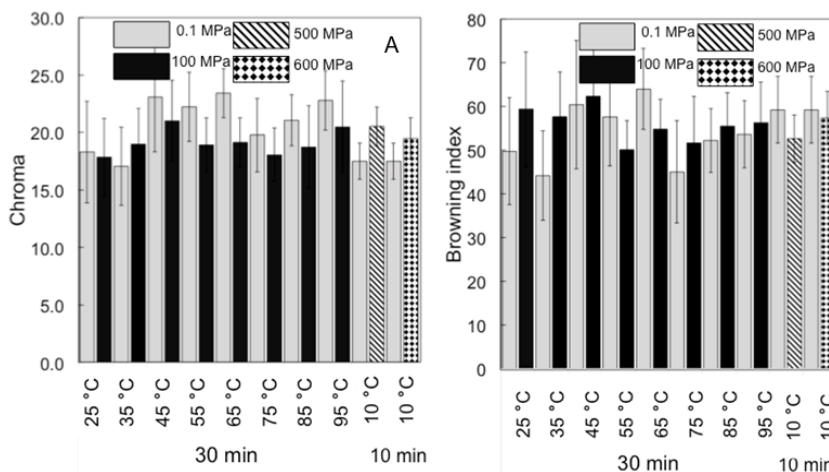 30.0
25.0
20.0
15.0
10.0
5.0
0.0
Chroma
0.1 MPa
500 MPa
100 MPa
600 MPa
A
25 °C
35 °C
45 °C
55 °C
65 °C
75 °C
85 °C
95 °C
10 °C
10 °C
30 min
10 min
80
70
60
50
40
30
20
10
0
Browning index
0.1 MPa
500 MPa
100 MPa
600 MPa
25 °C
35 °C
45 °C
55 °C
65 °C
75 °C
85 °C
95 °C
10 °C
10 °C
30 min
10 min